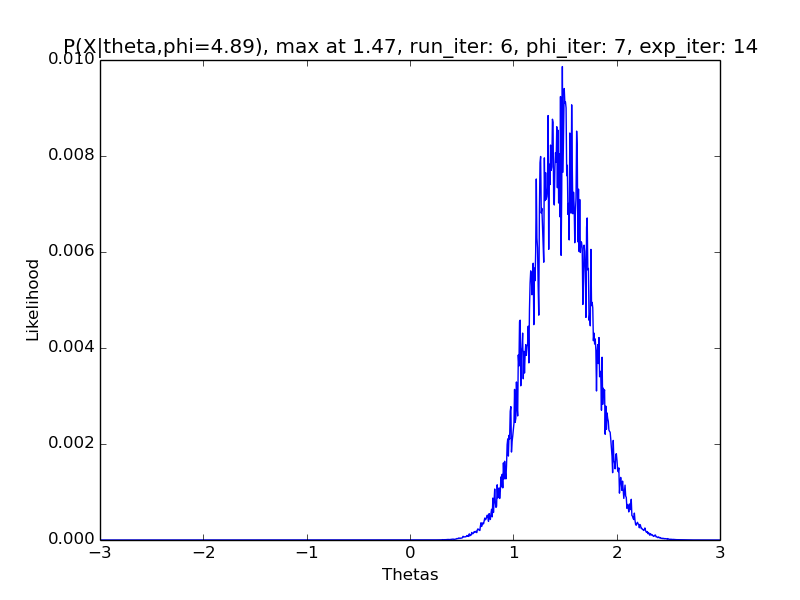 P(X|theta,phi=4.89), max at 1.47, run_iter: 6, phi_iter: 7, exp_iter: 14
0.010
0.008
0.006
0.004
0.002
0.000
Likelihood
−3 −2 −1 0 1 2 3
Thetas